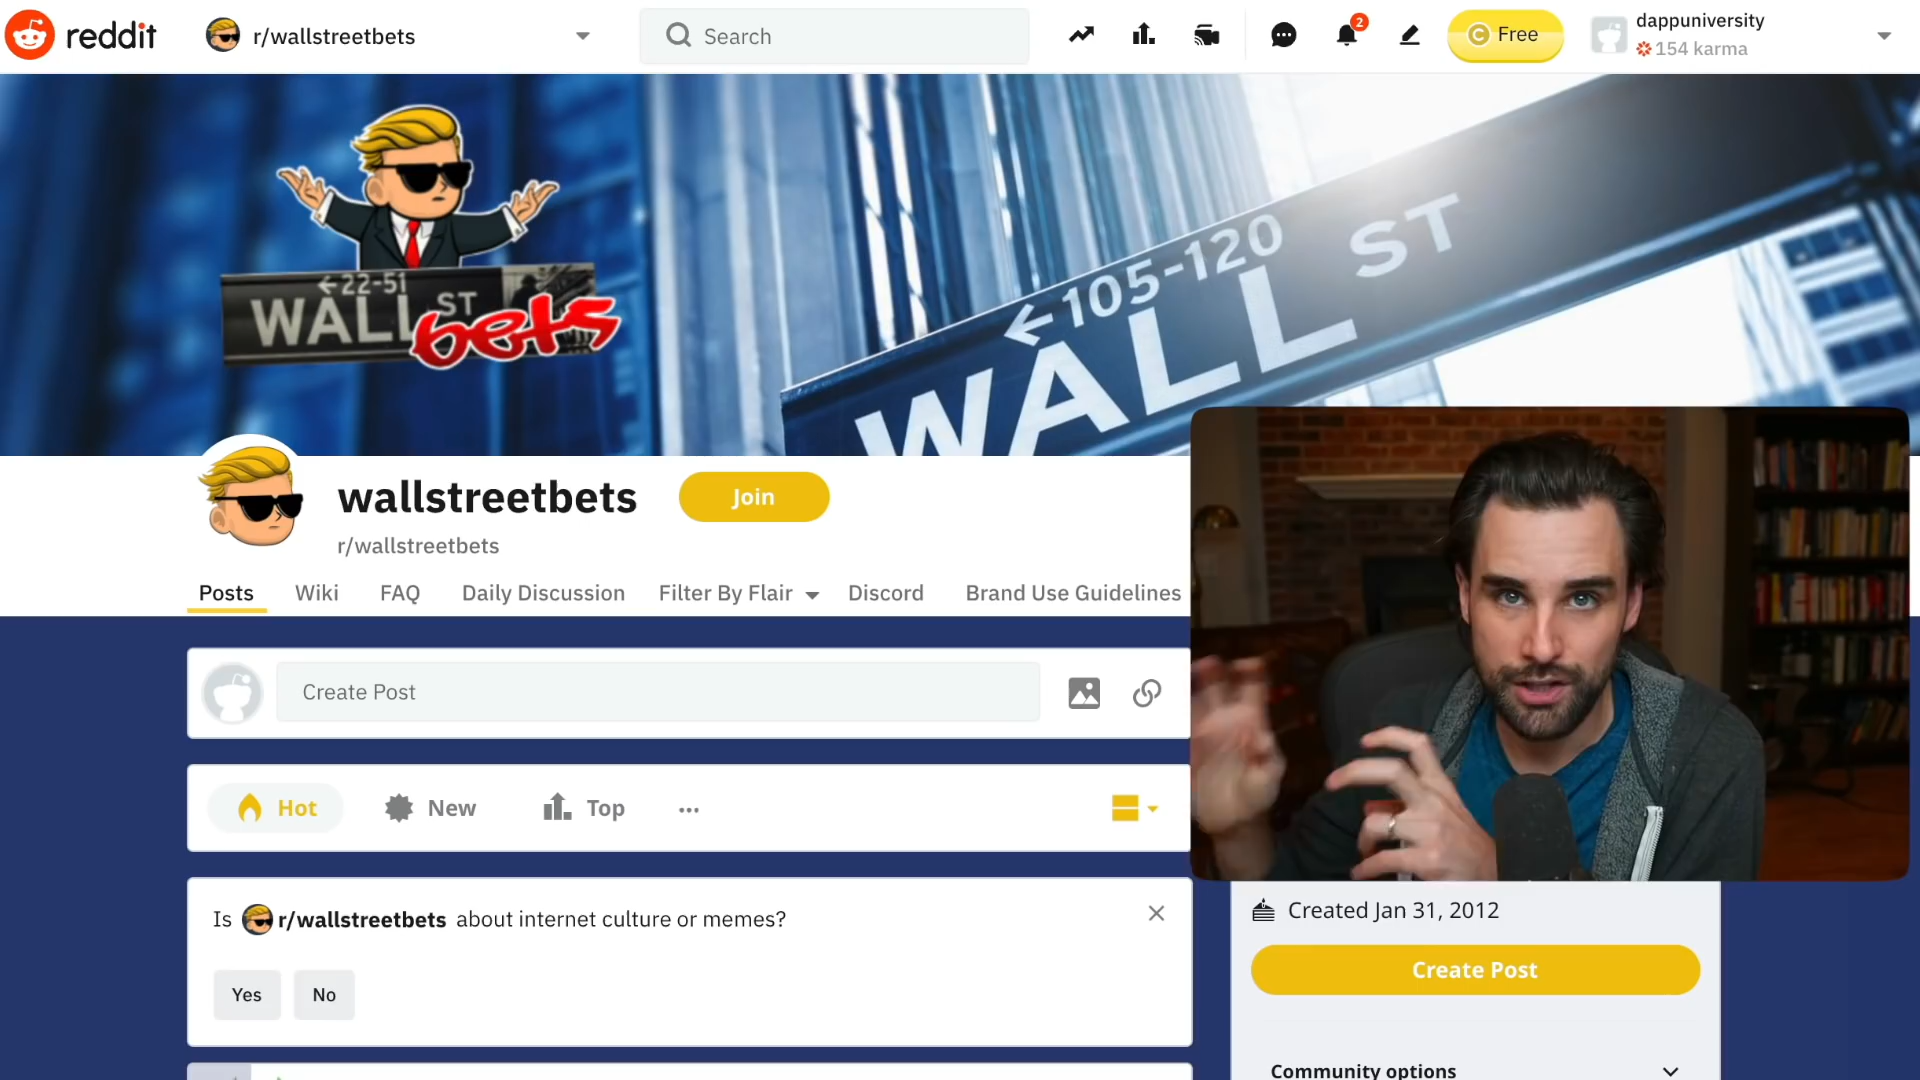 reddit
r/wallstreetbets
Search
2
Free
dappuniversity
154 karma
←22-51
WALL ST
bets
←105-120
WALL ST
wallstreetbets
Join
r/wallstreetbets
Posts
Wiki
FAQ
Daily Discussion
Filter By Flair
Discord
Brand Use Guidelines
Create Post
Hot
New
Top
Is r/wallstreetbets about internet culture or memes?
Yes
No
Created Jan 31, 2012
Create Post
Community options